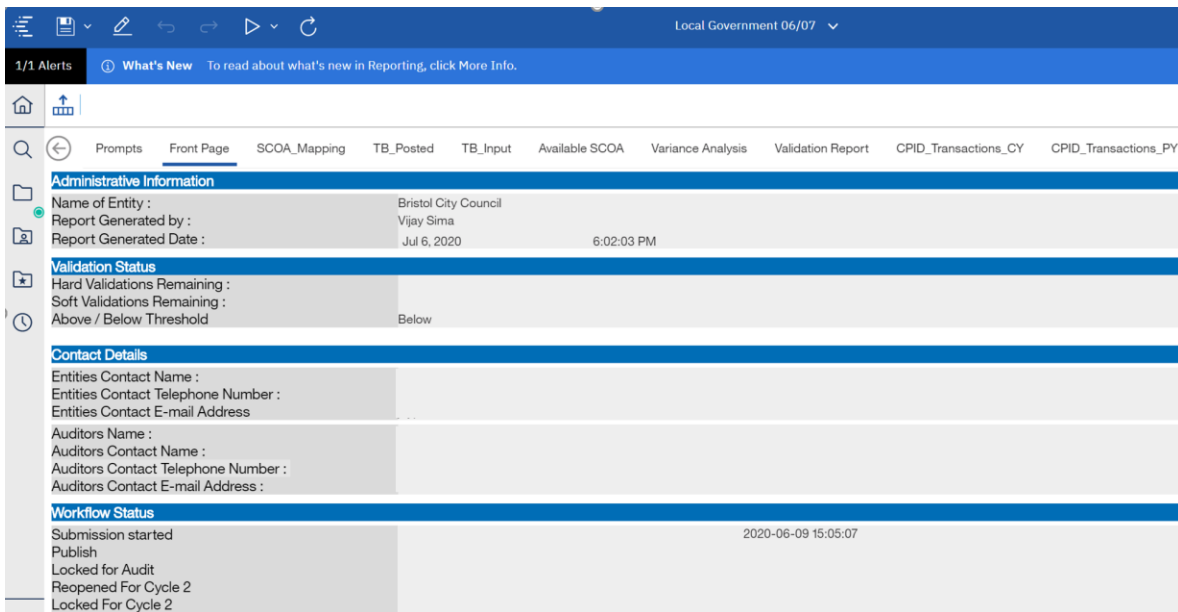 Local Government 06/07
1/1 Alerts What's New To read about what's new in Reporting, click More Info.
Prompts Front Page SCOA_Mapping TB_Posted TB_Input Available SCOA Variance Analysis Validation Report CPID_Transactions_CY CPID_Transactions_PY
Administrative Information
Name of Entity : Bristol City Council
Report Generated by : Vijay Sima
Report Generated Date : Jul 6, 2020 6:02:03 PM
Validation Status
Hard Validations Remaining :
Soft Validations Remaining :
Above / Below Threshold Below
Contact Details
Entities Contact Name :
Entities Contact Telephone Number :
Entities Contact E-mail Address
Auditors Name :
Auditors Contact Name :
Auditors Contact Telephone Number :
Auditors Contact E-mail Address :
Workflow Status
Submission started 2020-06-09 15:05:07
Publish
Locked for Audit
Reopened For Cycle 2
Locked For Cycle 2